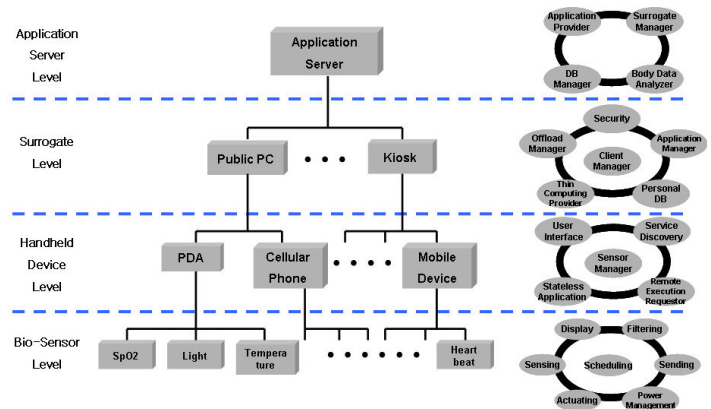 Application
Server
Level
Application
Server
Application
Provider
Surrogate
Manager
DB
Manager
Body Data
Analyzer
Surrogate
Level
Public PC
Kiosk
Security
Offload
Manager
Application
Manager
Client
Manager
Thin
Computing
Provider
Personal
DB
Handheld
Device
Level
PDA
Cellular
Phone
Mobile
Device
User
Interface
Service
Discovery
Sensor
Manager
Stateless
Application
Remote
Execution
Requestor
Bio-Sensor
Level
SpO2
Light
Tempera
ture
Heart
beat
Display
Filtering
Sensing
Scheduling
Sending
Actuating
Power
Management